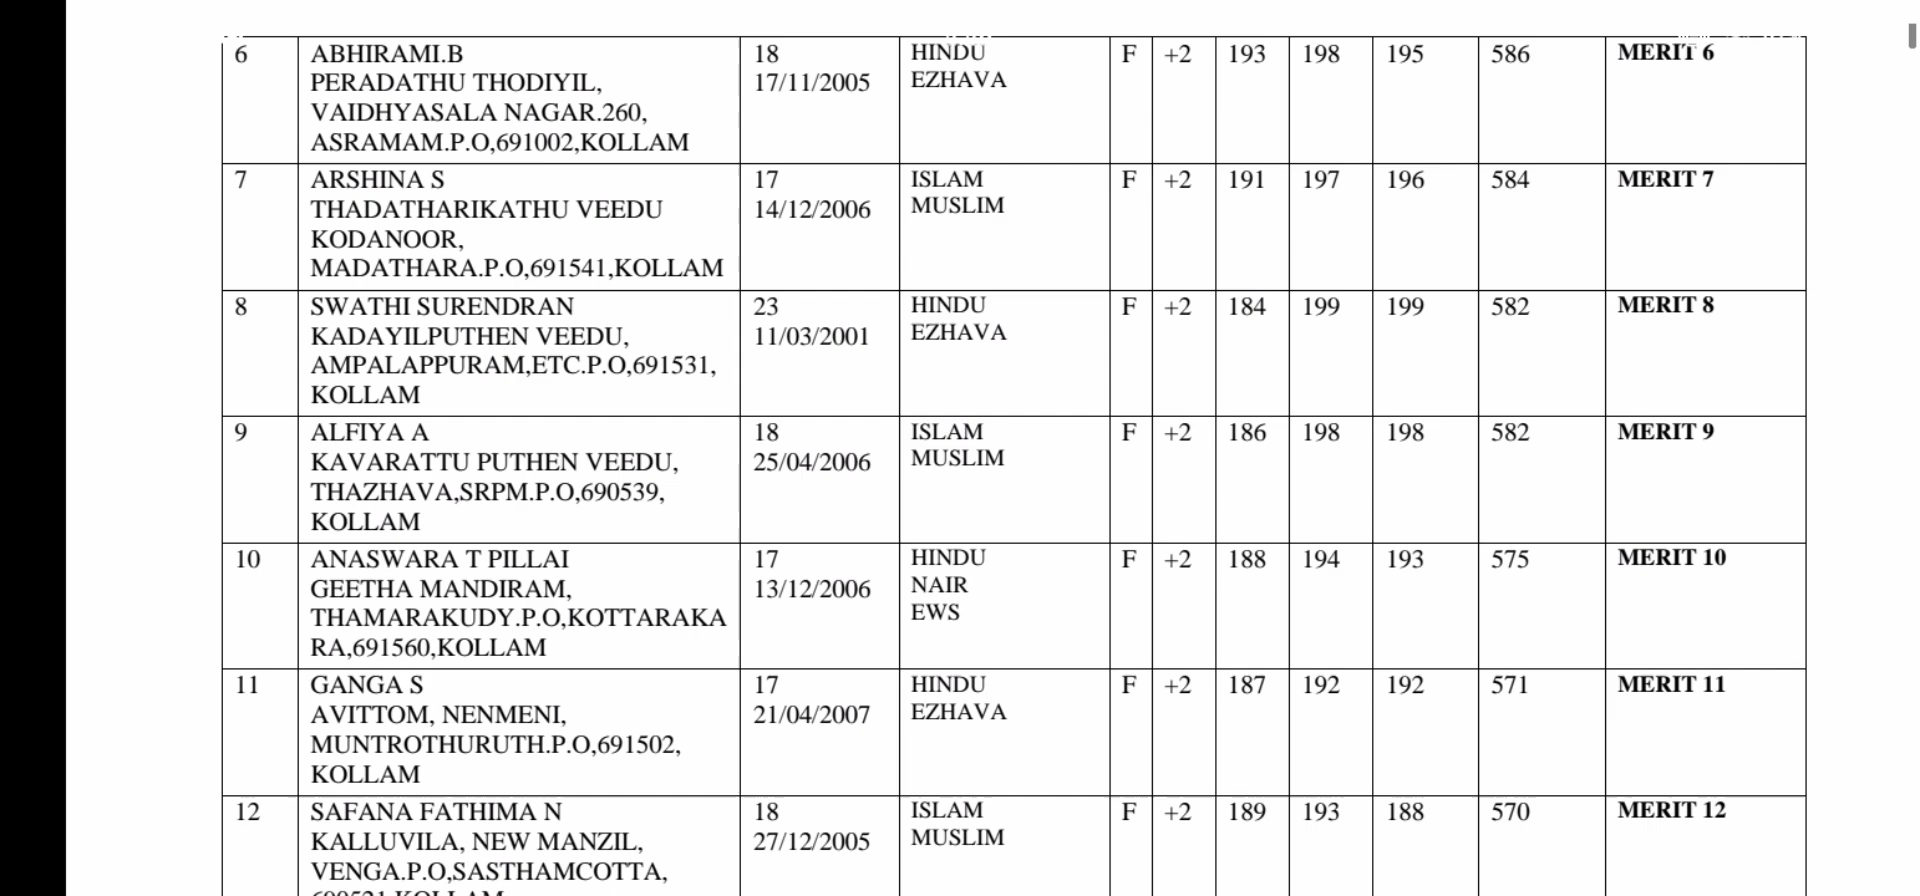 6 ABHIRAMI.B 18 HINDU F +2 193 198 195 586 MERIT 6
PERADATHU THODIYIL, 17/11/2005 EZHAVA
VAIDHYASALA NAGAR.260,
ASRAMAM.P.O,691002,KOLLAM
7 ARSHINA S 17 ISLAM F +2 191 197 196 584 MERIT 7
THADATHARIKATHU VEEDU 14/12/2006 MUSLIM
KODANOOR,
MADATHARA.P.O,691541,KOLLAM
8 SWATHI SURENDRAN 23 HINDU F +2 184 199 199 582 MERIT 8
KADAYILPUTHEN VEEDU, 11/03/2001 EZHAVA
AMPALAPPURAM,ETC.P.O,691531,
KOLLAM
9 ALFIYA A 18 ISLAM F +2 186 198 198 582 MERIT 9
KAVARATTU PUTHEN VEEDU, 25/04/2006 MUSLIM
THAZHAVA,SRPM.P.O,690539,
KOLLAM
10 ANASWARA T PILLAI 17 HINDU F +2 188 194 193 575 MERIT 10
GEETHA MANDIRAM, 13/12/2006 NAIR
THAMARAKUDY.P.O,KOTTARAKA EWS
RA,691560,KOLLAM
11 GANGA S 17 HINDU F +2 187 192 192 571 MERIT 11
AVITTOM, NENMENI, 21/04/2007 EZHAVA
MUNTROTHURUTH.P.O,691502,
KOLLAM
12 SAFANA FATHIMA N 18 ISLAM F +2 189 193 188 570 MERIT 12
KALLUVILA, NEW MANZIL, 27/12/2005 MUSLIM
VENGA.P.O,SASTHAMCOTTA,